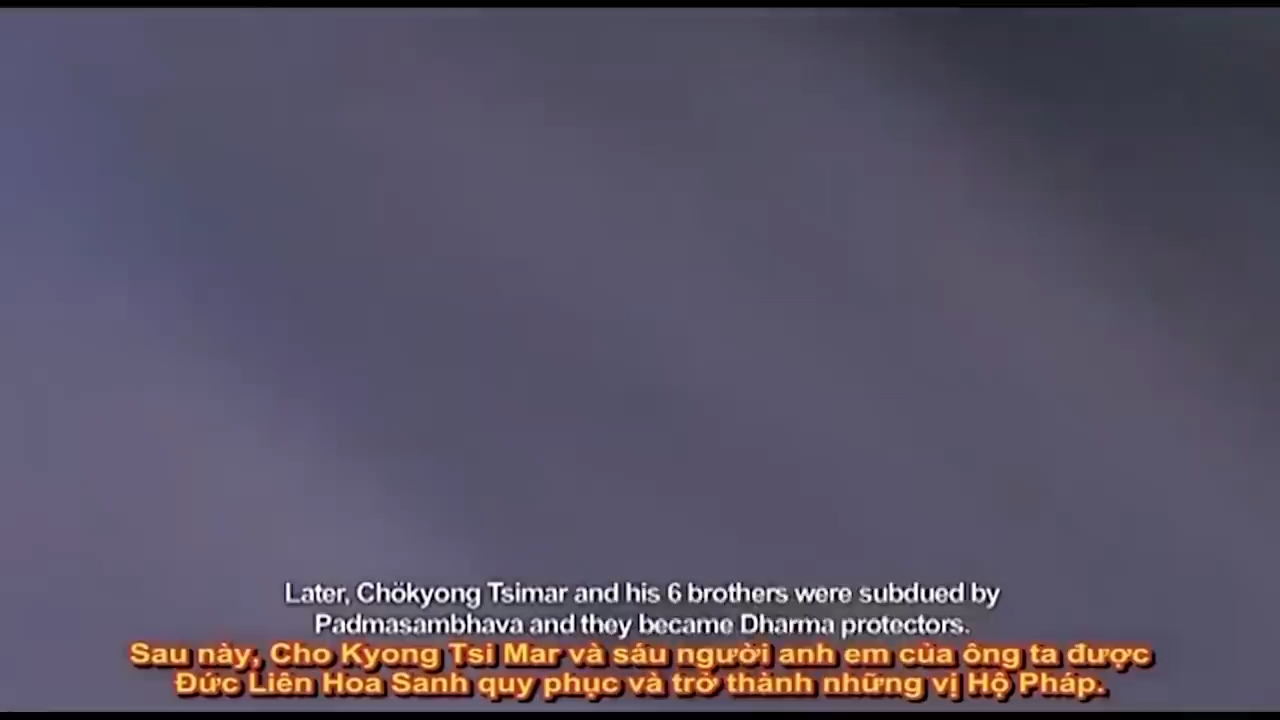 Later, Chökyong Tsimar and his 6 brothers were subdued by
Padmasambhava and they became Dharma protectors.
Sau này, Cho Kyong Tsi Mar và sáu người anh em của ông ta được
Đức Liên Hoa Sanh quy phục và trở thành những vị Hộ Pháp.